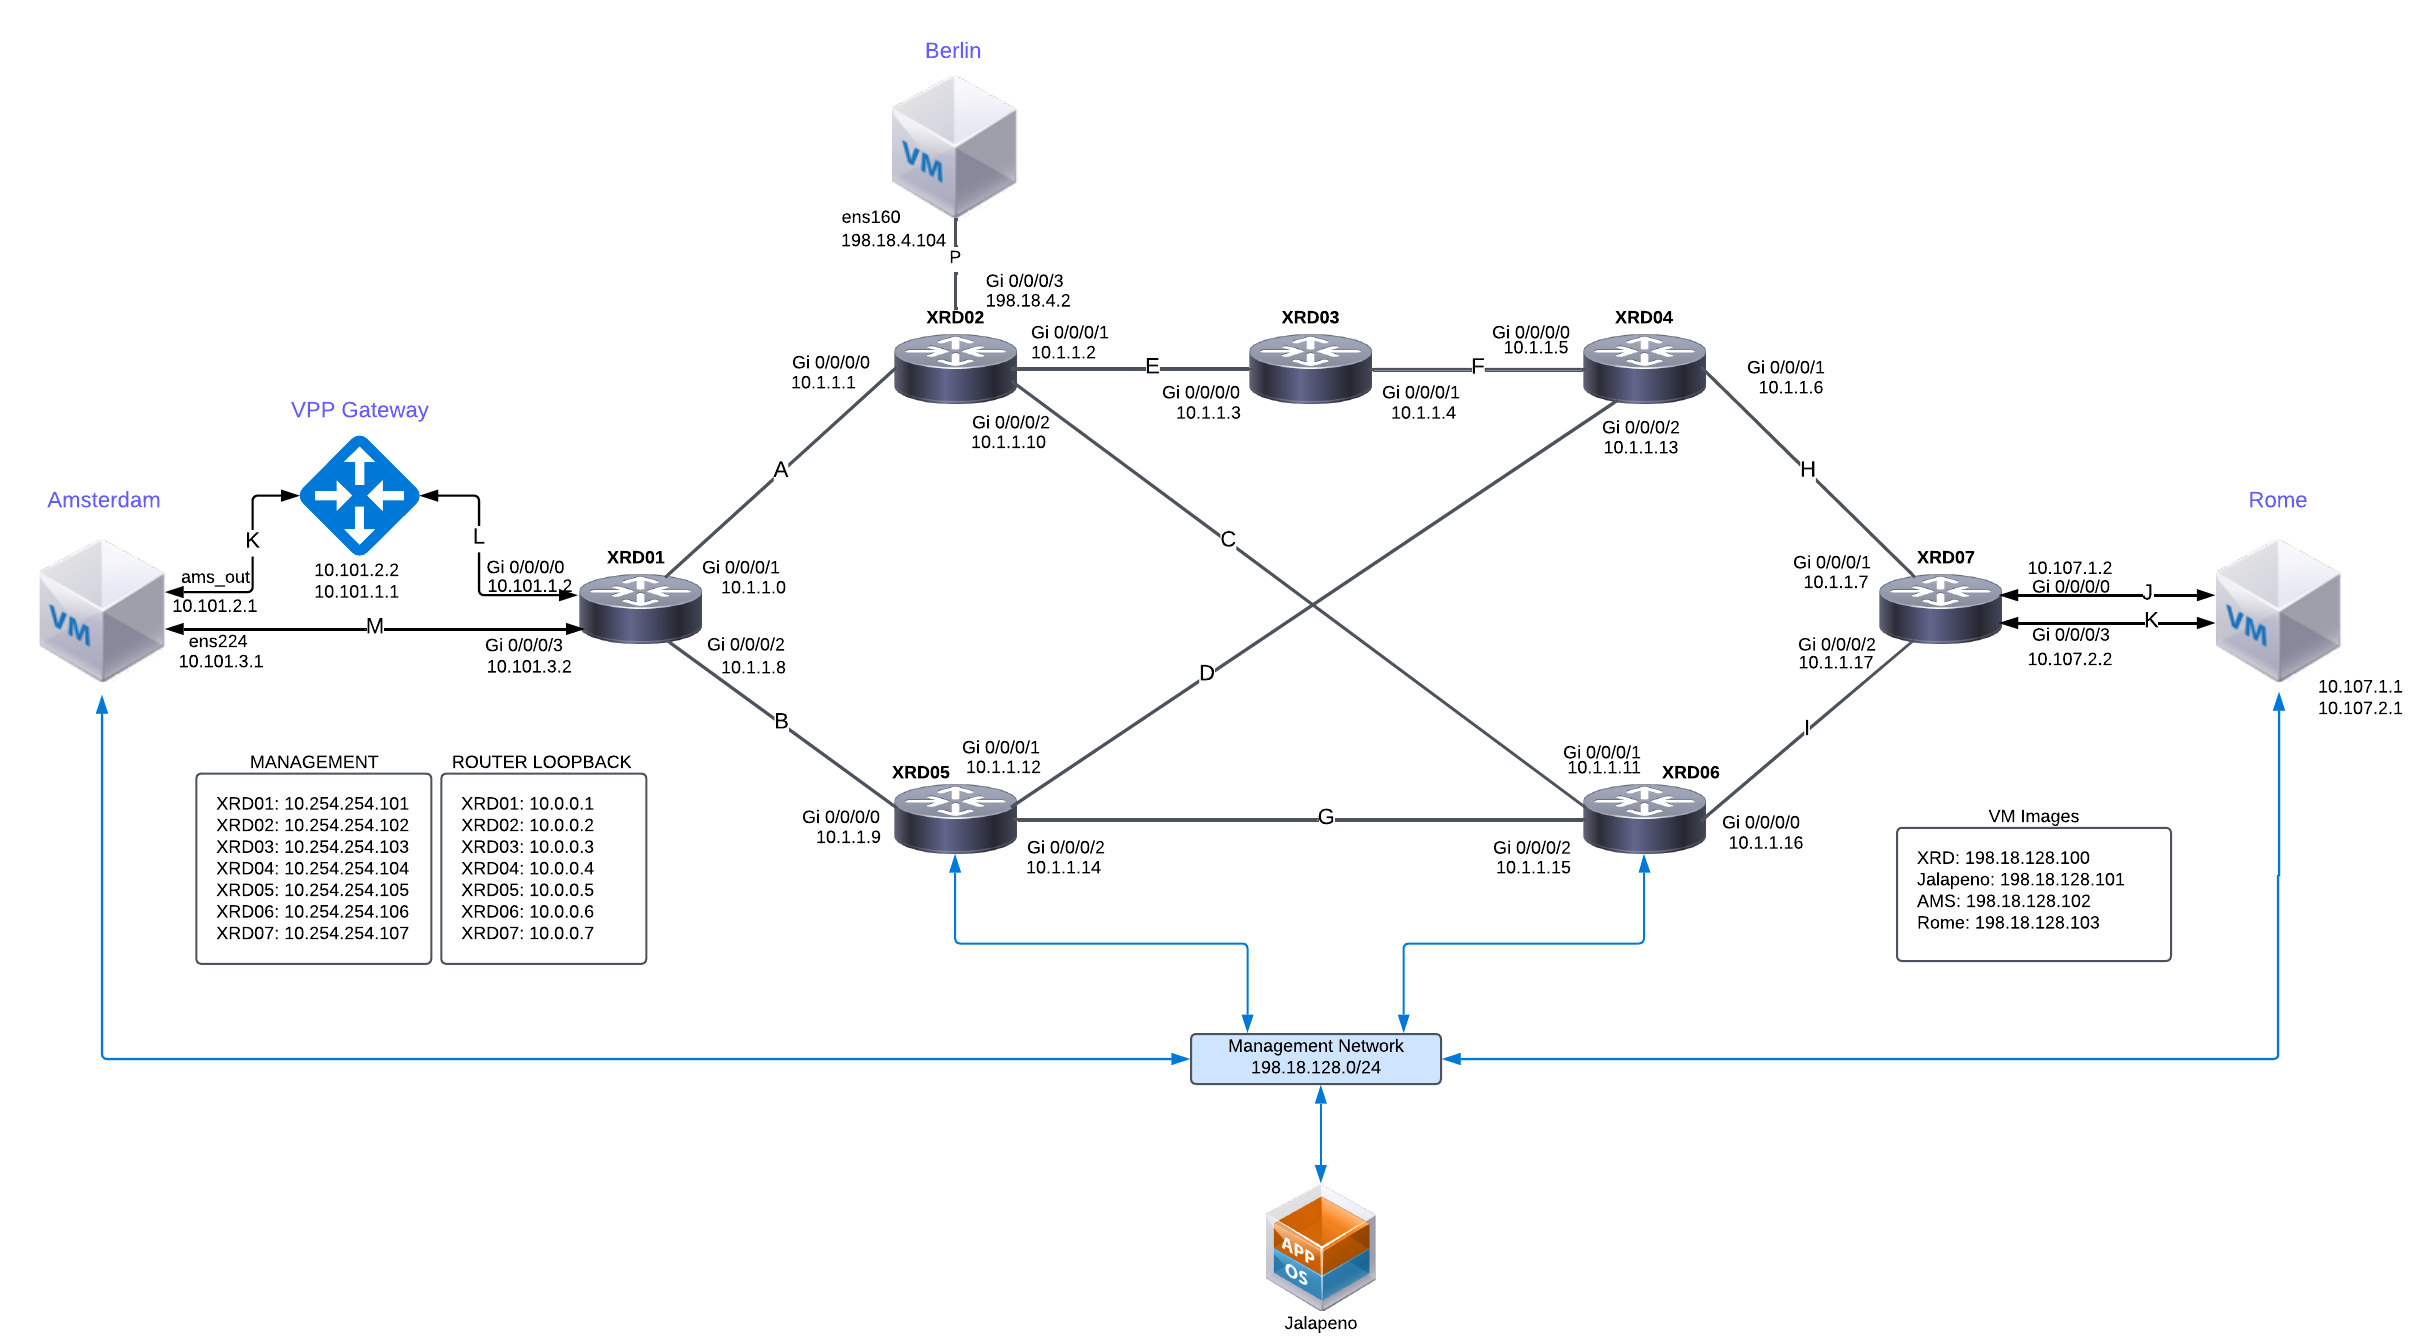 Berlin
VM
ens160
198.18.4.104
P
Gi 0/0/0/3
198.18.4.2
XRD02
XRD03
XRD04
Gi 0/0/0/0
10.1.1.1
Gi 0/0/0/1
10.1.1.2
E
Gi 0/0/0/0
10.1.1.3
Gi 0/0/0/1
10.1.1.4
F
Gi 0/0/0/0
10.1.1.5
Gi 0/0/0/1
10.1.1.6
Gi 0/0/0/2
10.1.1.10
Gi 0/0/0/2
10.1.1.13
VPP Gateway
A
H
Amsterdam
Rome
K
L
C
10.101.2.2
10.101.1.1
Gi 0/0/0/0
10.101.1.2
XRD01
Gi 0/0/0/1
10.1.1.0
Gi 0/0/0/1
10.1.1.7
XRD07
10.107.1.2
Gi 0/0/0/0
J
VM
ams_out
10.101.2.1
M
ens224
10.101.3.1
Gi 0/0/0/3
10.101.3.2
Gi 0/0/0/2
10.1.1.8
D
Gi 0/0/0/2
10.1.1.17
K
Gi 0/0/0/3
10.107.2.2
VM
10.107.1.1
10.107.2.1
B
I
MANAGEMENT
XRD01: 10.254.254.101
XRD02: 10.254.254.102
XRD03: 10.254.254.103
XRD04: 10.254.254.104
XRD05: 10.254.254.105
XRD06: 10.254.254.106
XRD07: 10.254.254.107
ROUTER LOOPBACK
XRD01: 10.0.0.1
XRD02: 10.0.0.2
XRD03: 10.0.0.3
XRD04: 10.0.0.4
XRD05: 10.0.0.5
XRD06: 10.0.0.6
XRD07: 10.0.0.7
XRD05
Gi 0/0/0/1
10.1.1.12
Gi 0/0/0/0
10.1.1.9
Gi 0/0/0/2
10.1.1.14
G
Gi 0/0/0/1
10.1.1.11
XRD06
Gi 0/0/0/2
10.1.1.15
Gi 0/0/0/0
10.1.1.16
VM Images
XRD: 198.18.128.100
Jalapeno: 198.18.128.101
AMS: 198.18.128.102
Rome: 198.18.128.103
Management Network
198.18.128.0/24
APP
OS
Jalapeno